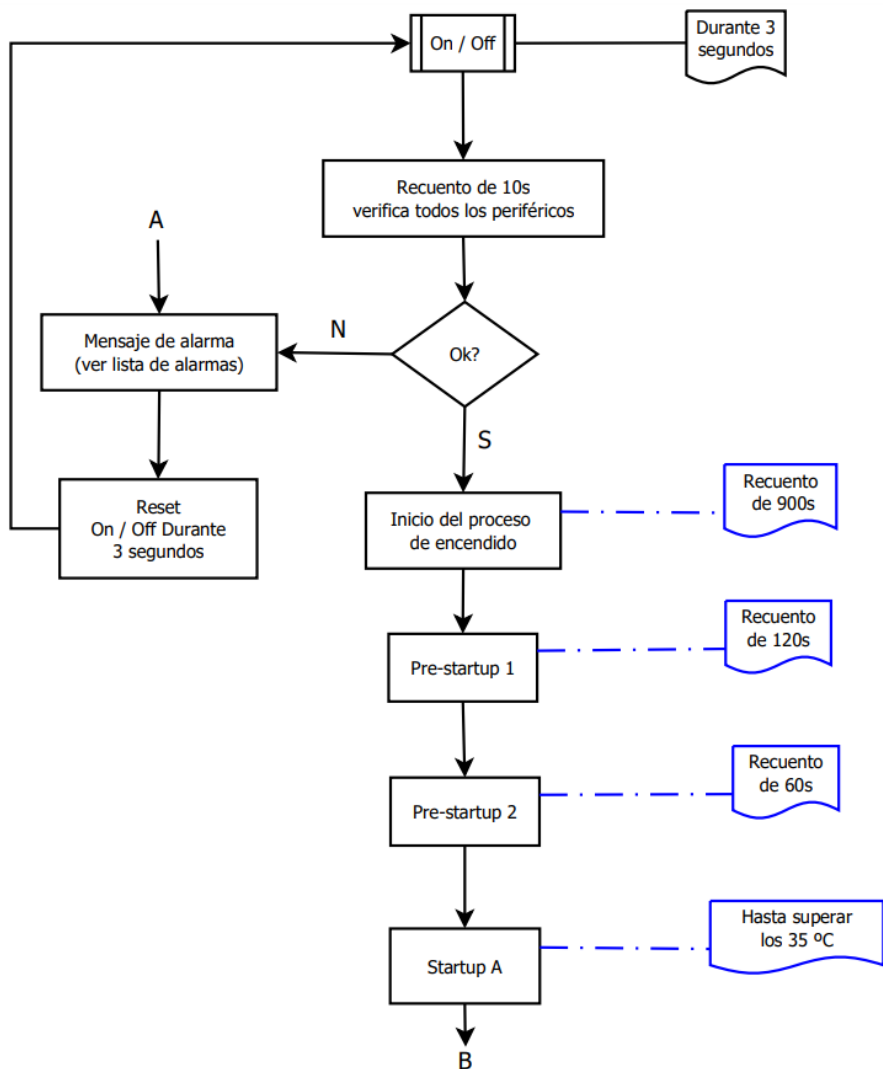 On / Off
Durante 3
segundos
Recuento de 10s
verifica todos los periféricos
A
Mensaje de alarma
(ver lista de alarmas)
N
Ok?
S
Reset
On / Off Durante
3 segundos
Inicio del proceso
de encendido
Recuento
de 900s
Pre-startup 1
Recuento
de 120s
Pre-startup 2
Recuento
de 60s
Startup A
Hasta superar
los 35 ºC
B